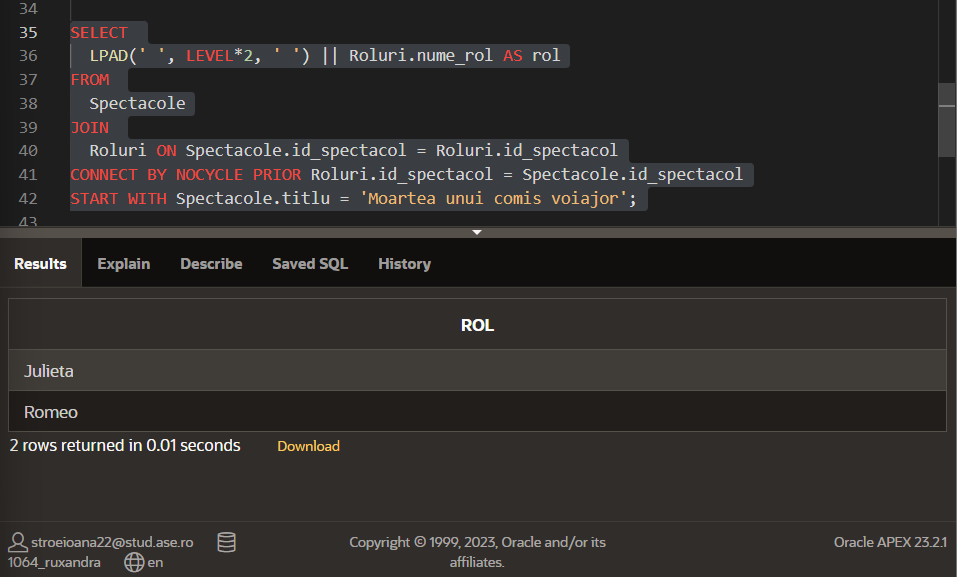 34
35 SELECT
36 LPAD(' ', LEVEL*2, ' ') || Roluri.nume_rol AS rol
37 FROM
38 Spectacole
39 JOIN
40 Roluri ON Spectacole.id_spectacol = Roluri.id_spectacol
41 CONNECT BY NOCYCLE PRIOR Roluri.id_spectacol = Spectacole.id_spectacol
42 START WITH Spectacole.titlu = 'Moartea unui comis voiajor';
43
Results Explain Describe Saved SQL History
ROL
Julieta
Romeo
2 rows returned in 0.01 seconds Download
stroeioana22@stud.ase.ro Copyright © 1999, 2023, Oracle and/or its Oracle APEX 23.2.1
1064_ruxandra en affiliates.